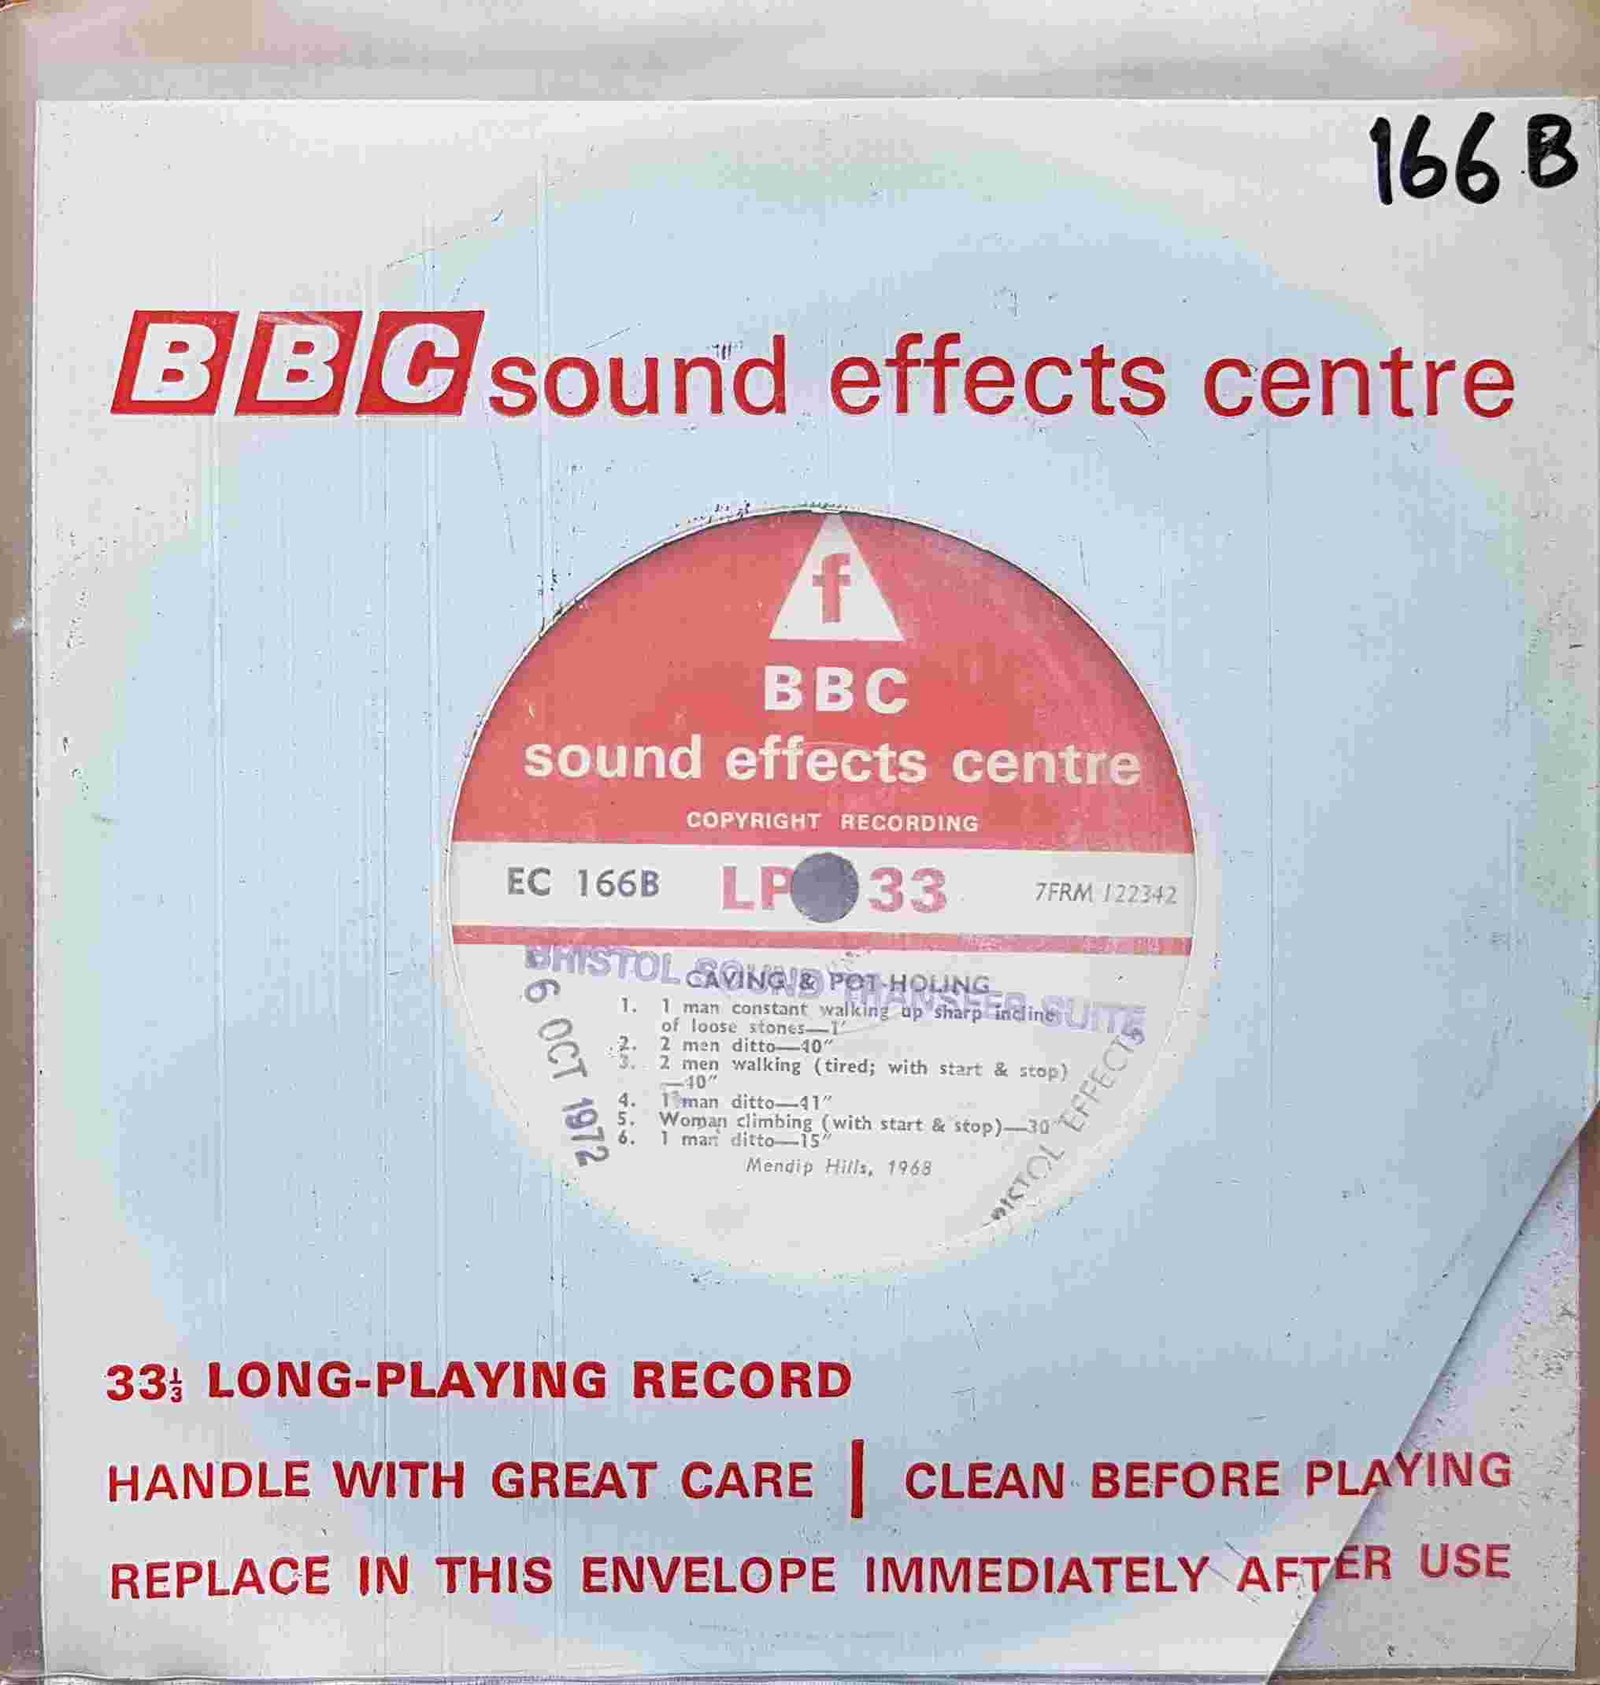 166 B
BBC sound effects centre
f
BBC
sound effects centre
COPYRIGHT RECORDING
EC 166B LP 33 7FRM 122342
BRISTOL SOUND TRANSFER SUITE
CAVING & POT-HOLING
1. 1 man constant walking up sharp incline
of loose stones—1′
2. 2 men ditto—40″
3. 2 men walking (tired; with start & stop)
—40″
4. 1 man ditto—41″
5. Woman climbing (with start & stop)—30″
6. 1 man ditto—15″
Mendip Hills, 1968
6 OCT 1972
BRISTOL EFFECTS
33⅓ LONG-PLAYING RECORD
HANDLE WITH GREAT CARE | CLEAN BEFORE PLAYING
REPLACE IN THIS ENVELOPE IMMEDIATELY AFTER USE